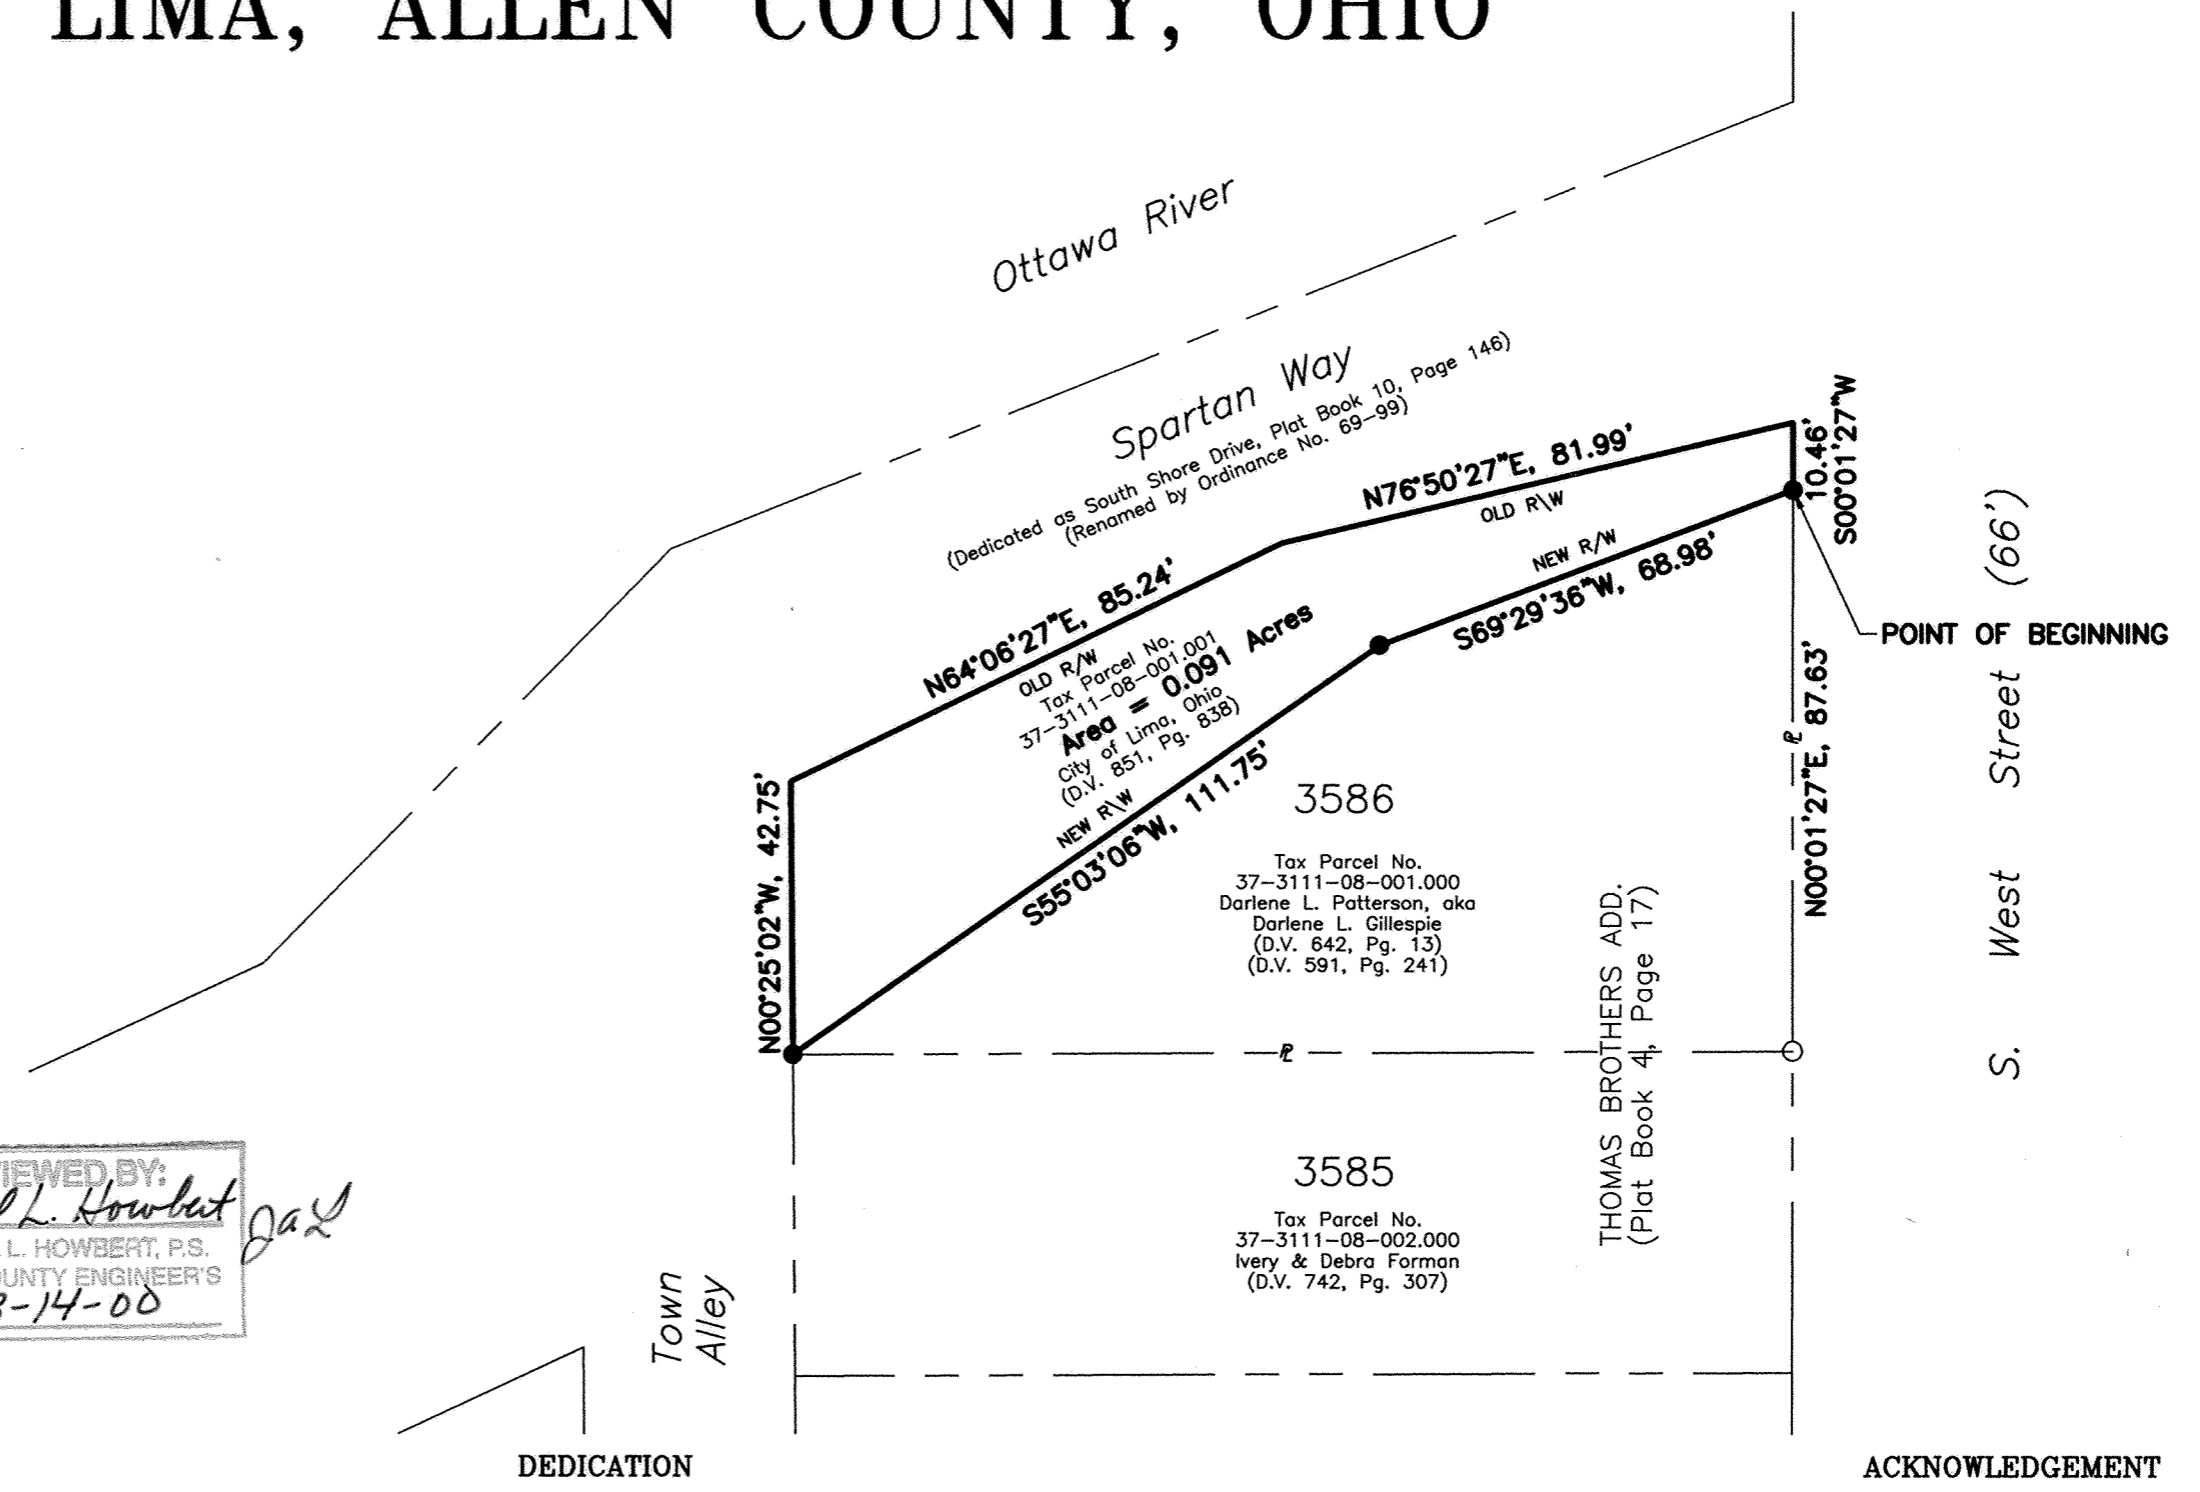 LIMA, ALLEN COUNTY, OHIO
Ottawa River
Spartan Way
(Dedicated as South Shore Drive, Plat Book 10, Page 146)
(Renamed by Ordinance No. 69-99)
N76°50'27"E, 81.99'
OLD R\W
10.46'
S00°01'27"W
NEW R/W
S69°29'36"W, 68.98'
POINT OF BEGINNING
N64°06'27"E, 85.24'
OLD R/W
Tax Parcel No.
37-3111-08-001.001
Area = 0.091 Acres
City of Lima, Ohio
(D.V. 851, Pg. 838)
NEW R\W
S55°03'06"W, 111.75'
N00°25'02"W, 42.75'
N00°01'27"E, 87.63'
S. West Street (66')
3586
Tax Parcel No.
37-3111-08-001.000
Darlene L. Patterson, aka
Darlene L. Gillespie
(D.V. 642, Pg. 13)
(D.V. 591, Pg. 241)
THOMAS BROTHERS ADD.
(Plat Book 4, Page 17)
3585
Tax Parcel No.
37-3111-08-002.000
Ivery & Debra Forman
(D.V. 742, Pg. 307)
Town
Alley
IEWED BY:
L. Howbert
L. HOWBERT, P.S.
OUNTY ENGINEER'S
-14-00
DEDICATION
ACKNOWLEDGEMENT